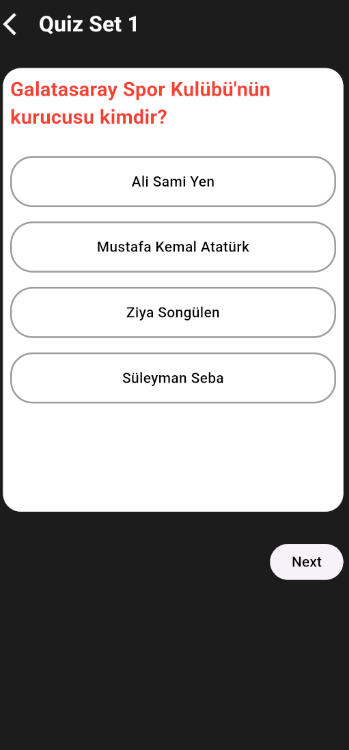 Quiz Set 1
Galatasaray Spor Kulübü'nün
kurucusu kimdir?
Ali Sami Yen
Mustafa Kemal Atatürk
Ziya Songülen
Süleyman Seba
Next